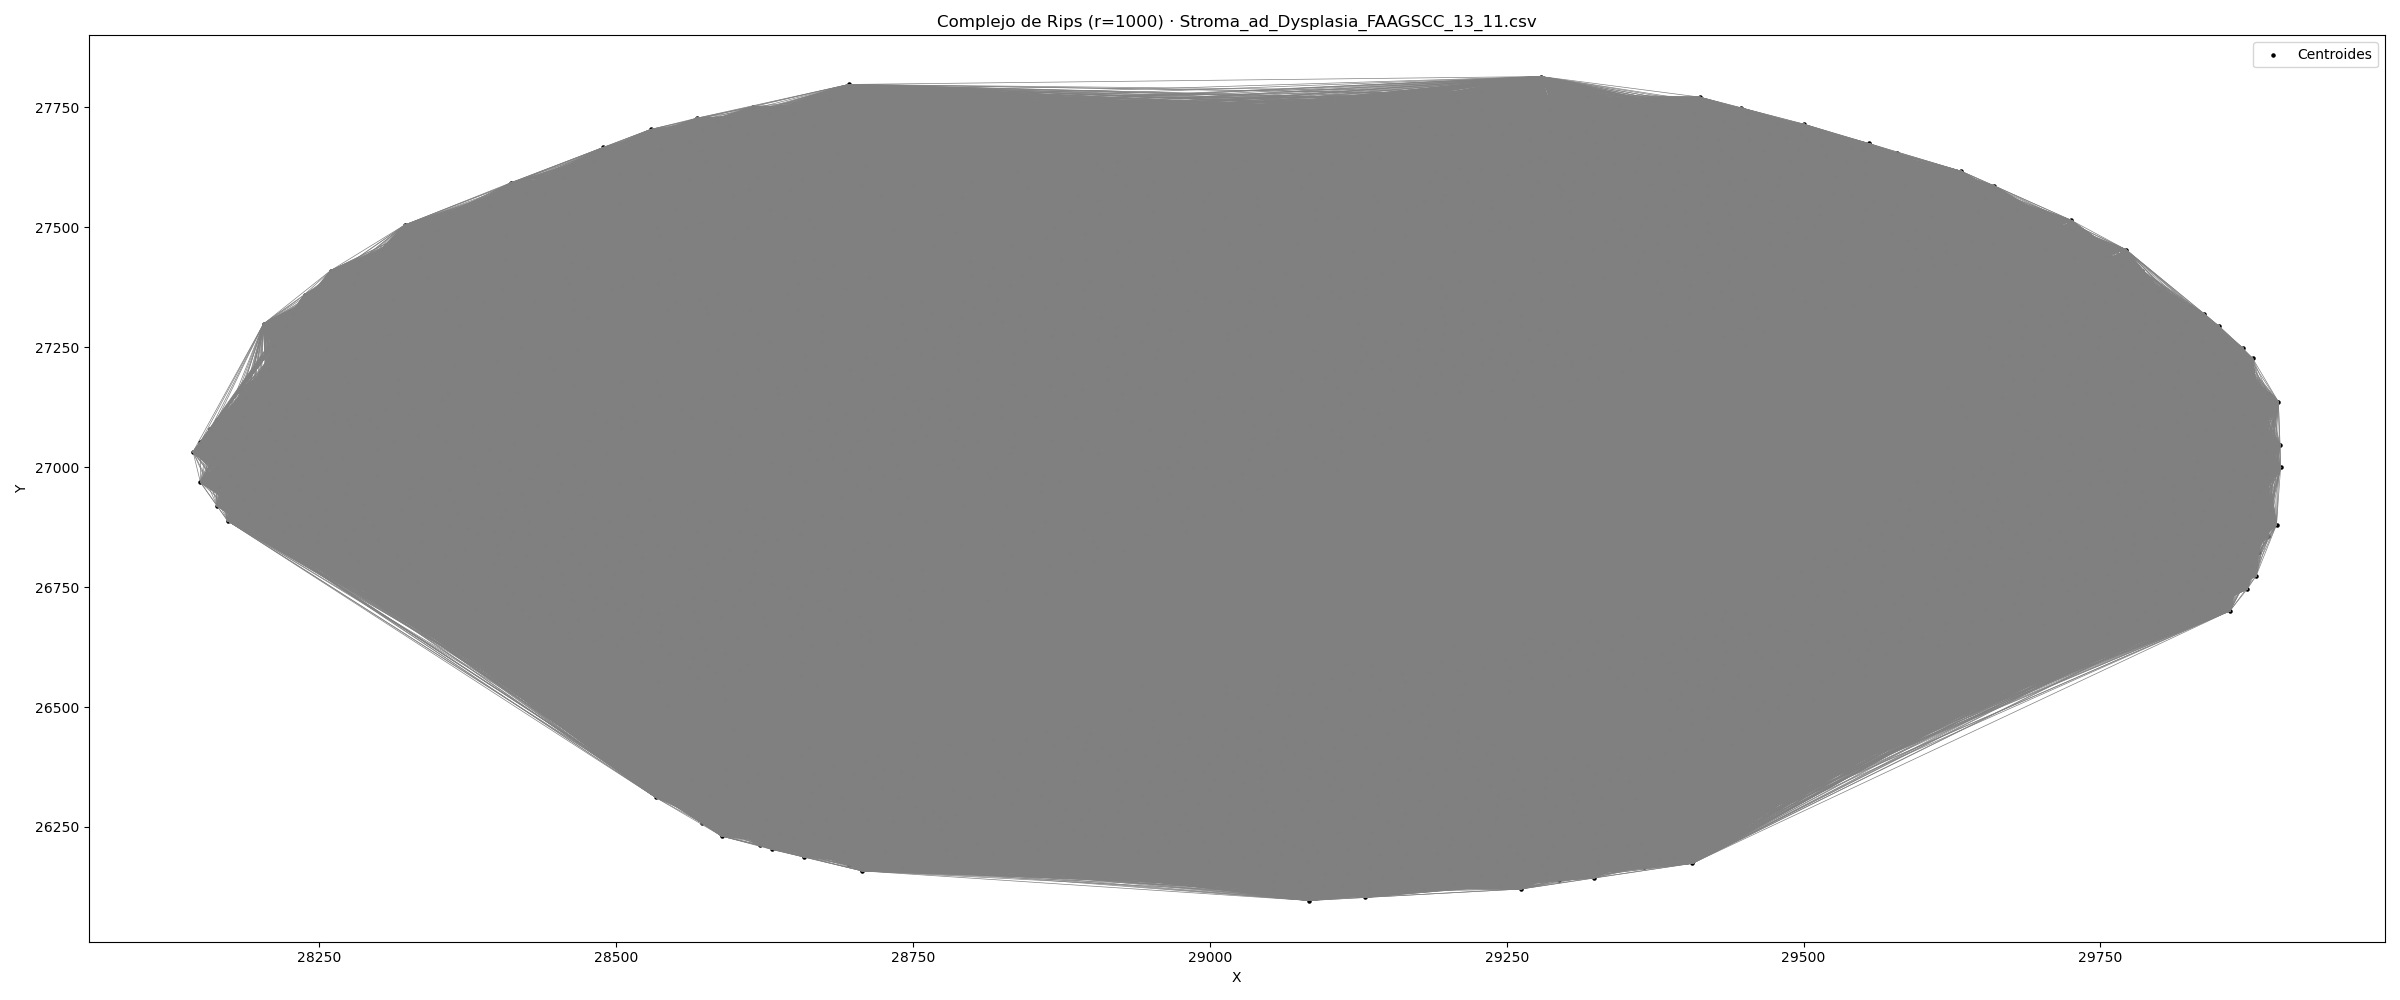 Complejo de Rips (r=1000) · Stroma_ad_Dysplasia_FAAGSCC_13_11.csv
Centroides
27750
27500
27250
27000
26750
26500
26250
Y
28250 28500 28750 29000 29250 29500 29750
X